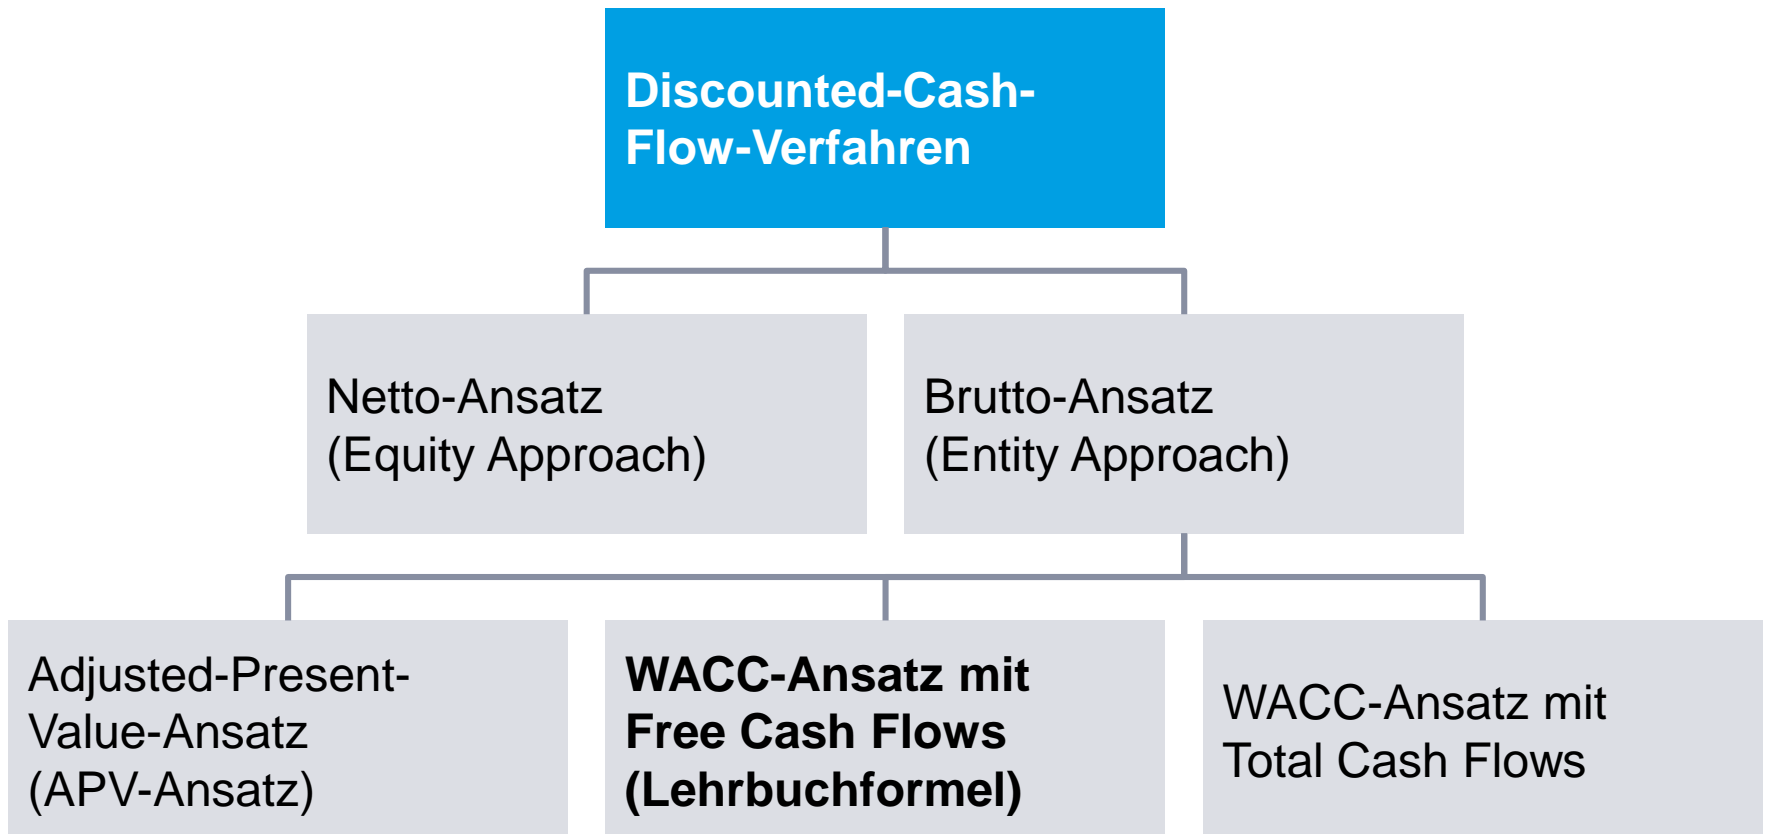 Discounted-Cash-
Flow-Verfahren
Netto-Ansatz
(Equity Approach)
Brutto-Ansatz
(Entity Approach)
Adjusted-Present-
Value-Ansatz
(APV-Ansatz)
WACC-Ansatz mit
Free Cash Flows
(Lehrbuchformel)
WACC-Ansatz mit
Total Cash Flows